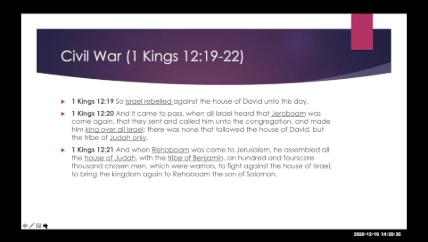 Civil War (1 Kings 12:19-22)
1 Kings 12:19 So Israel rebelled against the house of David unto this day.
1 Kings 12:20 And it came to pass, when all Israel heard that Jeroboam was
come again, that they sent and called him unto the congregation, and made
him king over all Israel: there was none that followed the house of David, but
the tribe of Judah only.
1 Kings 12:21 And when Rehoboam was come to Jerusalem, he assembled all
the house of Judah, with the tribe of Benjamin, an hundred and fourscore
thousand chosen men, which were warriors, to fight against the house of Israel,
to bring the kingdom again to Rehoboam the son of Solomon.
2020-12-19 14:20:35